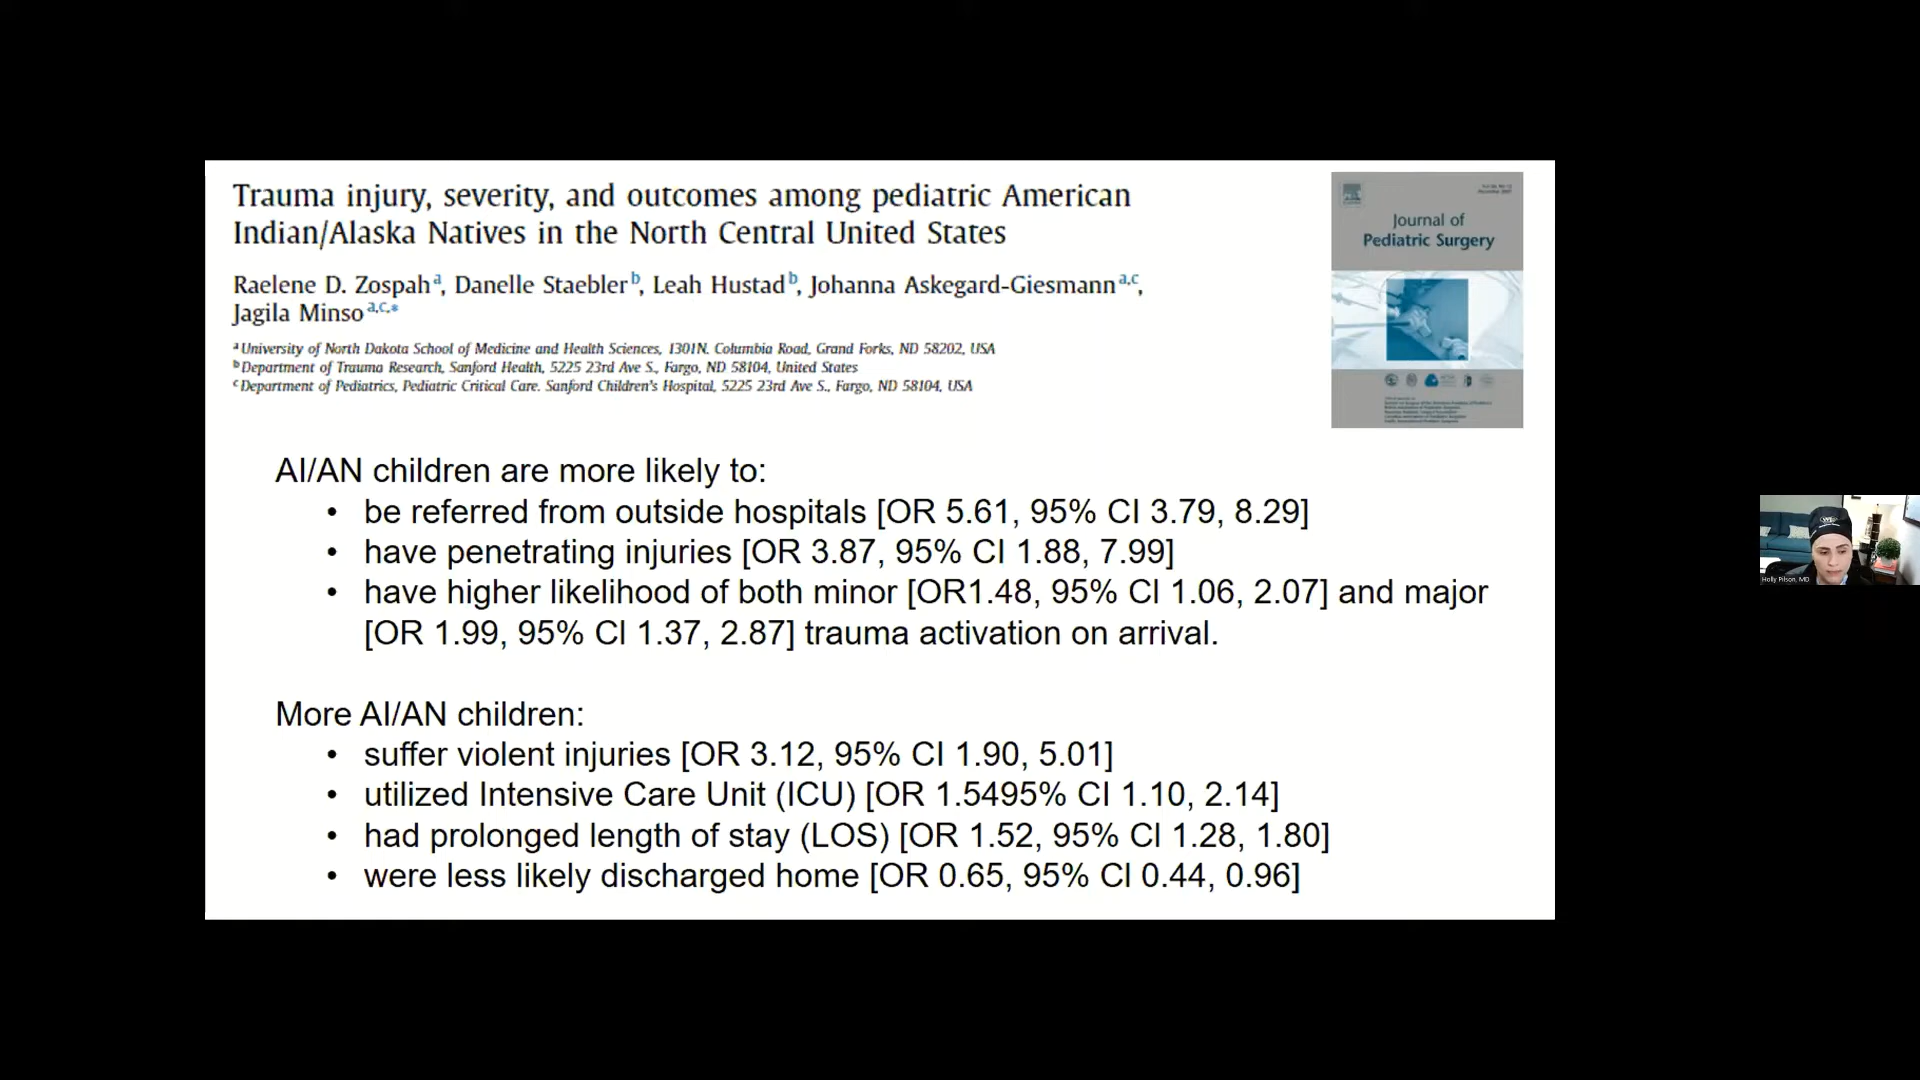 Trauma injury, severity, and outcomes among pediatric American
Indian/Alaska Natives in the North Central United States
Raelene D. Zospah a, Danelle Staebler b, Leah Hustad b, Johanna Askegard-Giesmann a,c,
Jagila Minso a,c,*
a University of North Dakota School of Medicine and Health Sciences, 1301N. Columbia Road, Grand Forks, ND 58202, USA
b Department of Trauma Research, Sanford Health, 5225 23rd Ave S., Fargo, ND 58104, United States
c Department of Pediatrics, Pediatric Critical Care. Sanford Children's Hospital, 5225 23rd Ave S., Fargo, ND 58104, USA
Journal of
Pediatric Surgery
AI/AN children are more likely to:
• be referred from outside hospitals [OR 5.61, 95% CI 3.79, 8.29]
• have penetrating injuries [OR 3.87, 95% CI 1.88, 7.99]
• have higher likelihood of both minor [OR1.48, 95% CI 1.06, 2.07] and major
[OR 1.99, 95% CI 1.37, 2.87] trauma activation on arrival.
More AI/AN children:
• suffer violent injuries [OR 3.12, 95% CI 1.90, 5.01]
• utilized Intensive Care Unit (ICU) [OR 1.5495% CI 1.10, 2.14]
• had prolonged length of stay (LOS) [OR 1.52, 95% CI 1.28, 1.80]
• were less likely discharged home [OR 0.65, 95% CI 0.44, 0.96]
Holly Pilson, MD